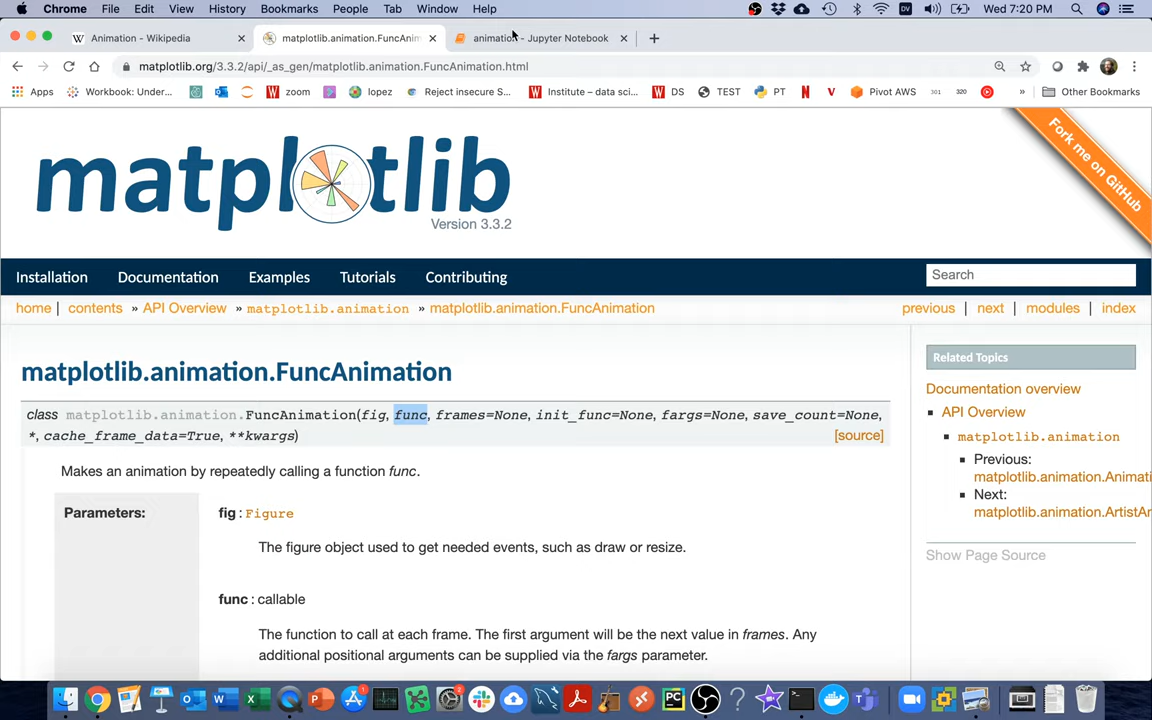 Chrome File Edit View History Bookmarks People Tab Window Help Wed 7:20 PM
Animation - Wikipedia matplotlib.animation.FuncAnim animation - Jupyter Notebook
matplotlib.org/3.3.2/api/_as_gen/matplotlib.animation.FuncAnimation.html
Apps Workbook: Under... zoom lopez Reject insecure S... Institute – data sci... DS TEST PT Pivot AWS Other Bookmarks
Fork me on GitHub
matplotlib
Version 3.3.2
Installation Documentation Examples Tutorials Contributing Search
home | contents » API Overview » matplotlib.animation » matplotlib.animation.FuncAnimation previous | next | modules | index
matplotlib.animation.FuncAnimation
class matplotlib.animation.FuncAnimation(fig, func, frames=None, init_func=None, fargs=None, save_count=None,
*, cache_frame_data=True, **kwargs) [source]
Makes an animation by repeatedly calling a function func.
Parameters:
fig : Figure
The figure object used to get needed events, such as draw or resize.
func : callable
The function to call at each frame. The first argument will be the next value in frames. Any
additional positional arguments can be supplied via the fargs parameter.
Related Topics
Documentation overview
API Overview
matplotlib.animation
Previous:
matplotlib.animation.Animati
Next:
matplotlib.animation.ArtistAr
Show Page Source